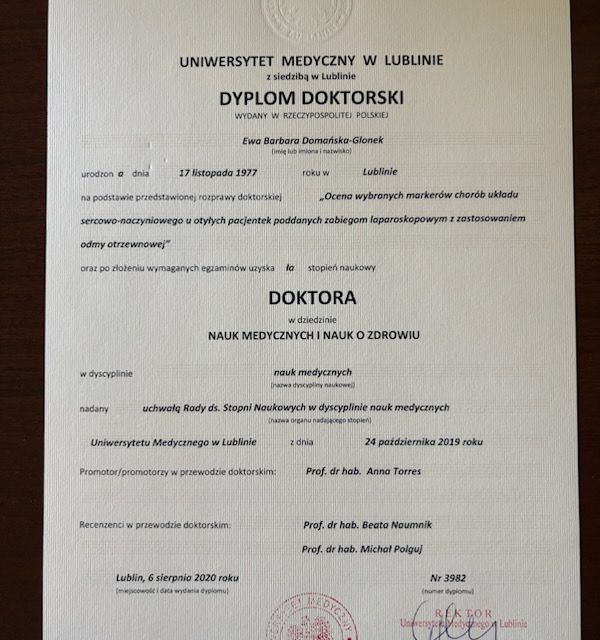 UNIWERSYTET MEDYCZNY W LUBLINIE
z siedzibą w Lublinie
DYPLOM DOKTORSKI
WYDANY W RZECZYPOSPOLITEJ POLSKIEJ
Ewa Barbara Domańska-Glonek
(imię lub imiona i nazwisko)
urodzon a dnia 17 listopada 1977 roku w Lublinie
na podstawie przedstawionej rozprawy doktorskiej „Ocena wybranych markerów chorób układu
sercowo-naczyniowego u otyłych pacjentek poddanych zabiegom laparoskopowym z zastosowaniem
odmy otrzewnowej”
oraz po złożeniu wymaganych egzaminów uzyska ła stopień naukowy
DOKTORA
w dziedzinie
NAUK MEDYCZNYCH I NAUK O ZDROWIU
w dyscyplinie nauk medycznych
(nazwa dyscypliny naukowej)
nadany uchwałą Rady ds. Stopni Naukowych w dyscyplinie nauk medycznych
(nazwa organu nadającego stopień)
Uniwersytetu Medycznego w Lublinie z dnia 24 października 2019 roku
Promotor/promotorzy w przewodzie doktorskim: Prof. dr hab. Anna Torres
Recenzenci w przewodzie doktorskim: Prof. dr hab. Beata Naumnik
Prof. dr hab. Michał Polguj
Lublin, 6 sierpnia 2020 roku Nr 3982
(miejscowość i data wydania dyplomu) (numer dyplomu)
REKTOR
Uniwersytetu Medycznego w Lublinie